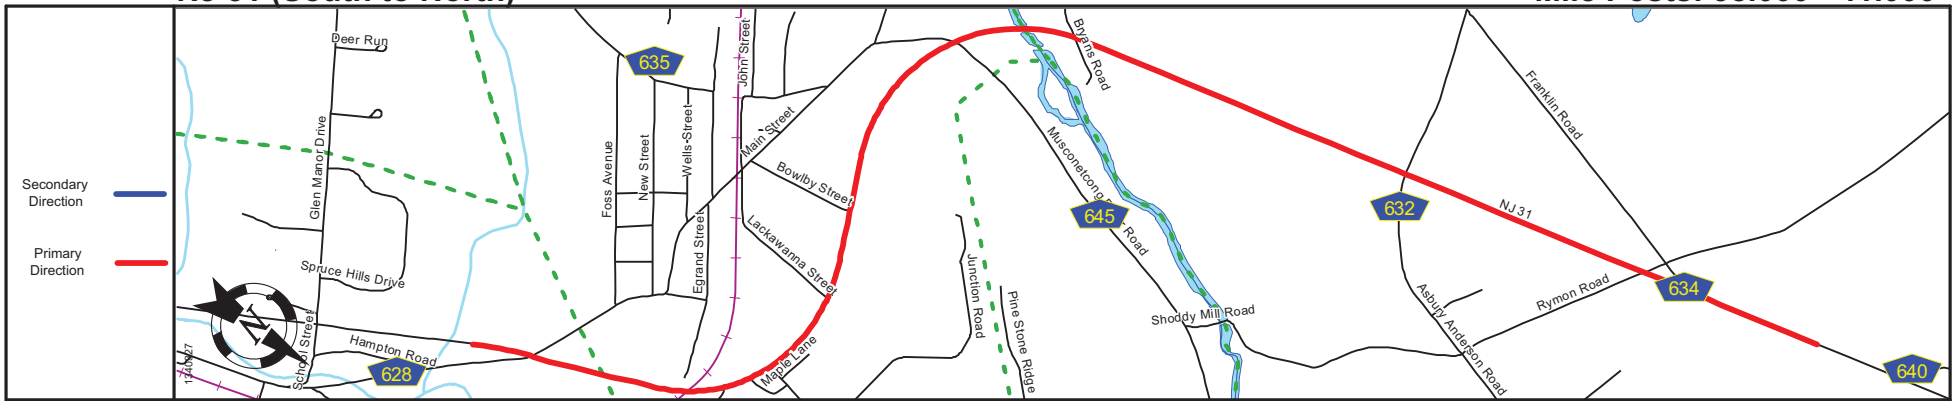 Secondary
Direction
Primary
Direction
Deer Run
Glen Manor Drive
Spruce Hills Drive
School Street
Hampton Road
628
1340927
N
635
Foss Avenue
New Street
Wells-Street
Egrand Street
John Street
Main Street
Bowlby Street
Lackawanna Street
Maple Lane
Junction Road
Pine Stone Ridge
Bryans Road
Musconetcong
Road
645
Shoddy Mill Road
632
Asbury Anderson Road
NJ 31
Franklin Road
Rymon Road
634
640